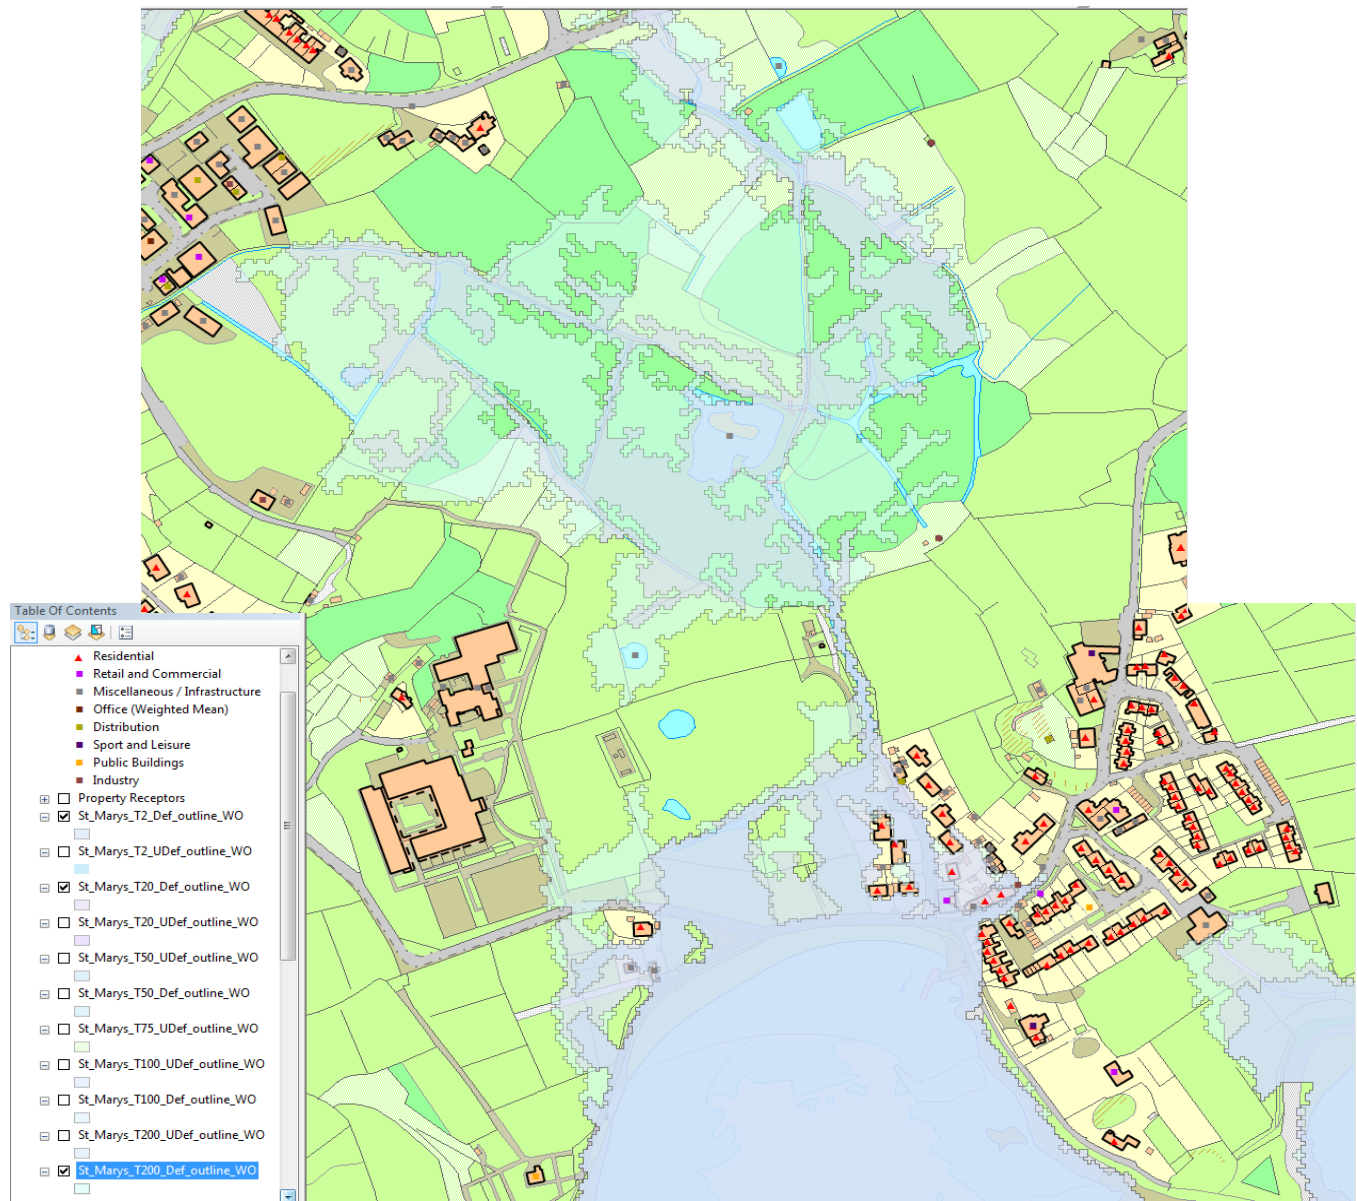 Table Of Contents
Residential
Retail and Commercial
Miscellaneous / Infrastructure
Office (Weighted Mean)
Distribution
Sport and Leisure
Public Buildings
Industry
Property Receptors
St_Marys_T2_Def_outline_WO
St_Marys_T2_UDef_outline_WO
St_Marys_T20_Def_outline_WO
St_Marys_T20_UDef_outline_WO
St_Marys_T50_UDef_outline_WO
St_Marys_T50_Def_outline_WO
St_Marys_T75_UDef_outline_WO
St_Marys_T100_UDef_outline_WO
St_Marys_T100_Def_outline_WO
St_Marys_T200_UDef_outline_WO
St_Marys_T200_Def_outline_WO